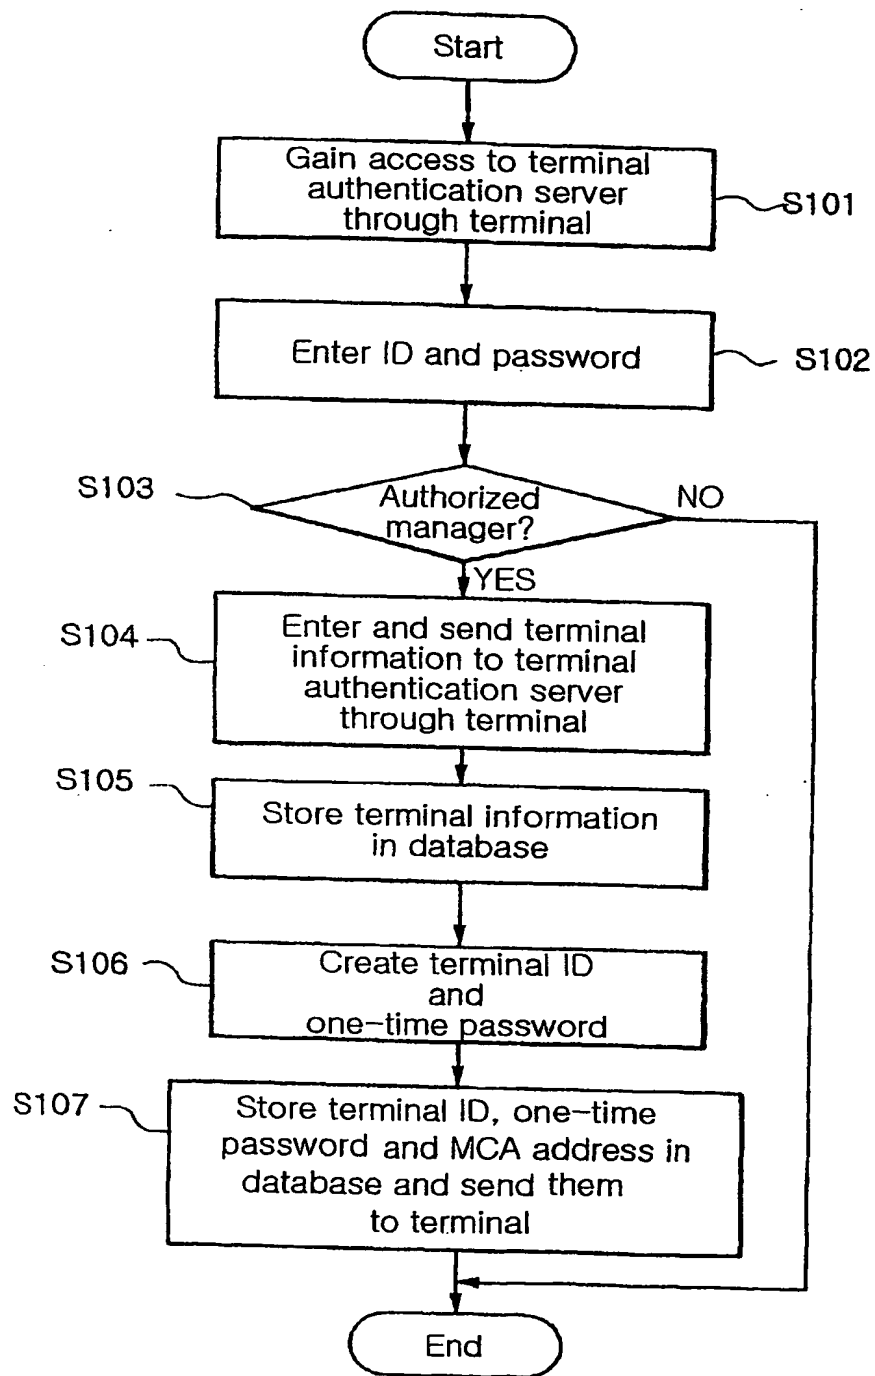 Start
Gain access to terminal
authentication server
through terminal
S101
Enter ID and password
S102
S103
Authorized
manager?
NO
YES
S104
Enter and send terminal
information to terminal
authentication server
through terminal
S105
Store terminal information
in database
S106
Create terminal ID
and
one-time password
S107
Store terminal ID, one-time
password and MCA address in
database and send them
to terminal
End